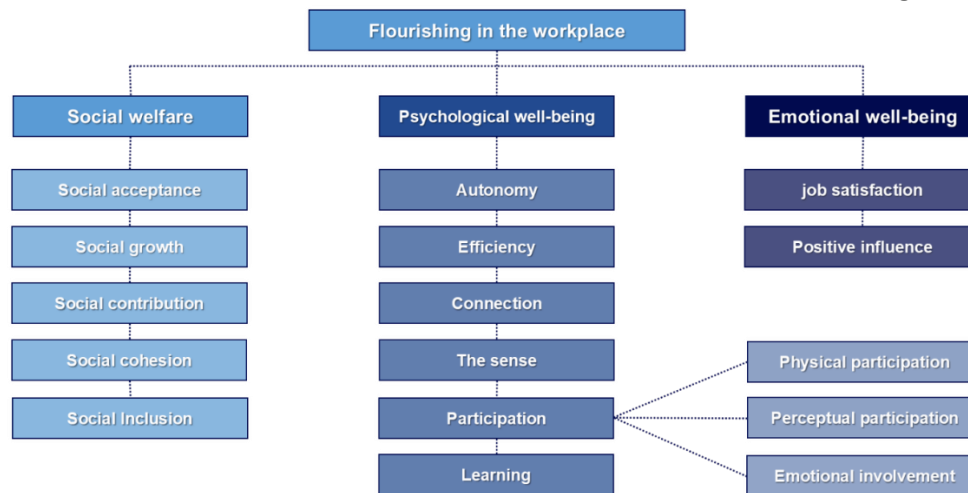 Flourishing in the workplace
Social welfare
Psychological well-being
Emotional well-being
Social acceptance
Autonomy
job satisfaction
Social growth
Efficiency
Positive influence
Social contribution
Connection
Social cohesion
The sense
Physical participation
Social Inclusion
Participation
Perceptual participation
Learning
Emotional involvement